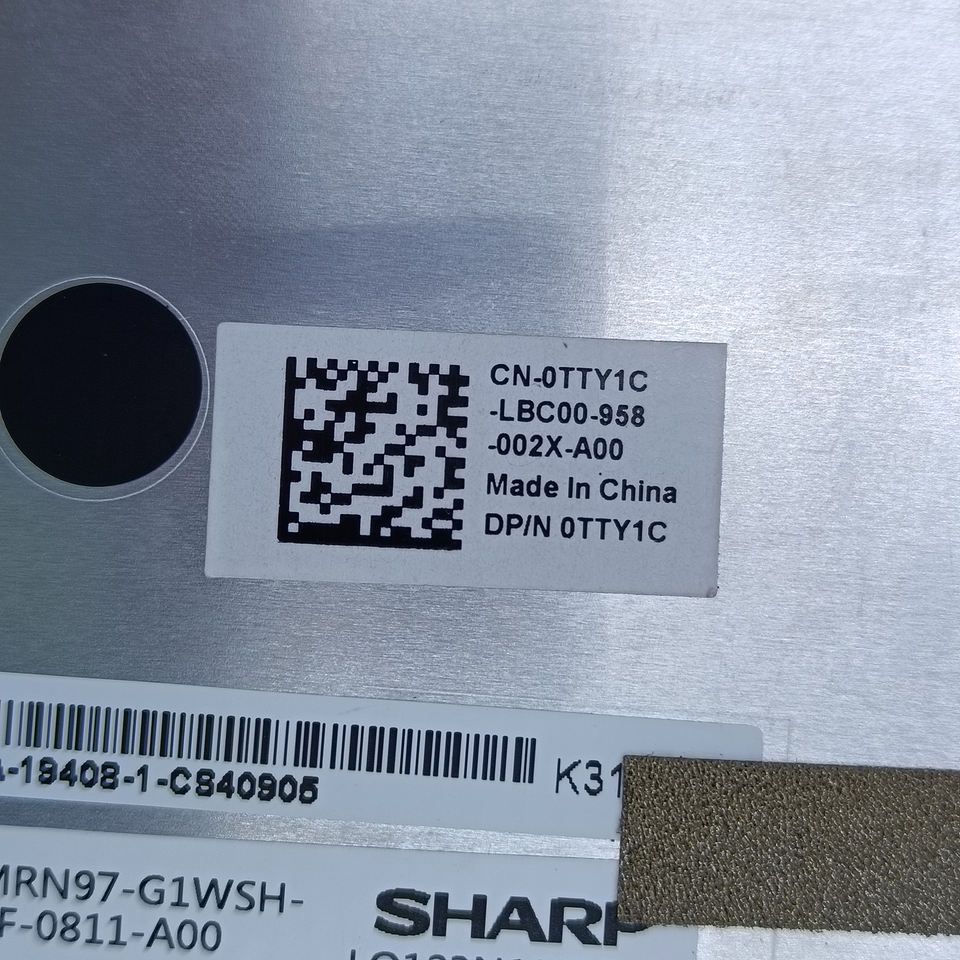 CN-0TTY1C
-LBC00-958
-002X-A00
Made In China
DP/N 0TTY1C
-19408-1-CS40905
K31
MRN97-G1WSH-
F-0811-A00
SHARP